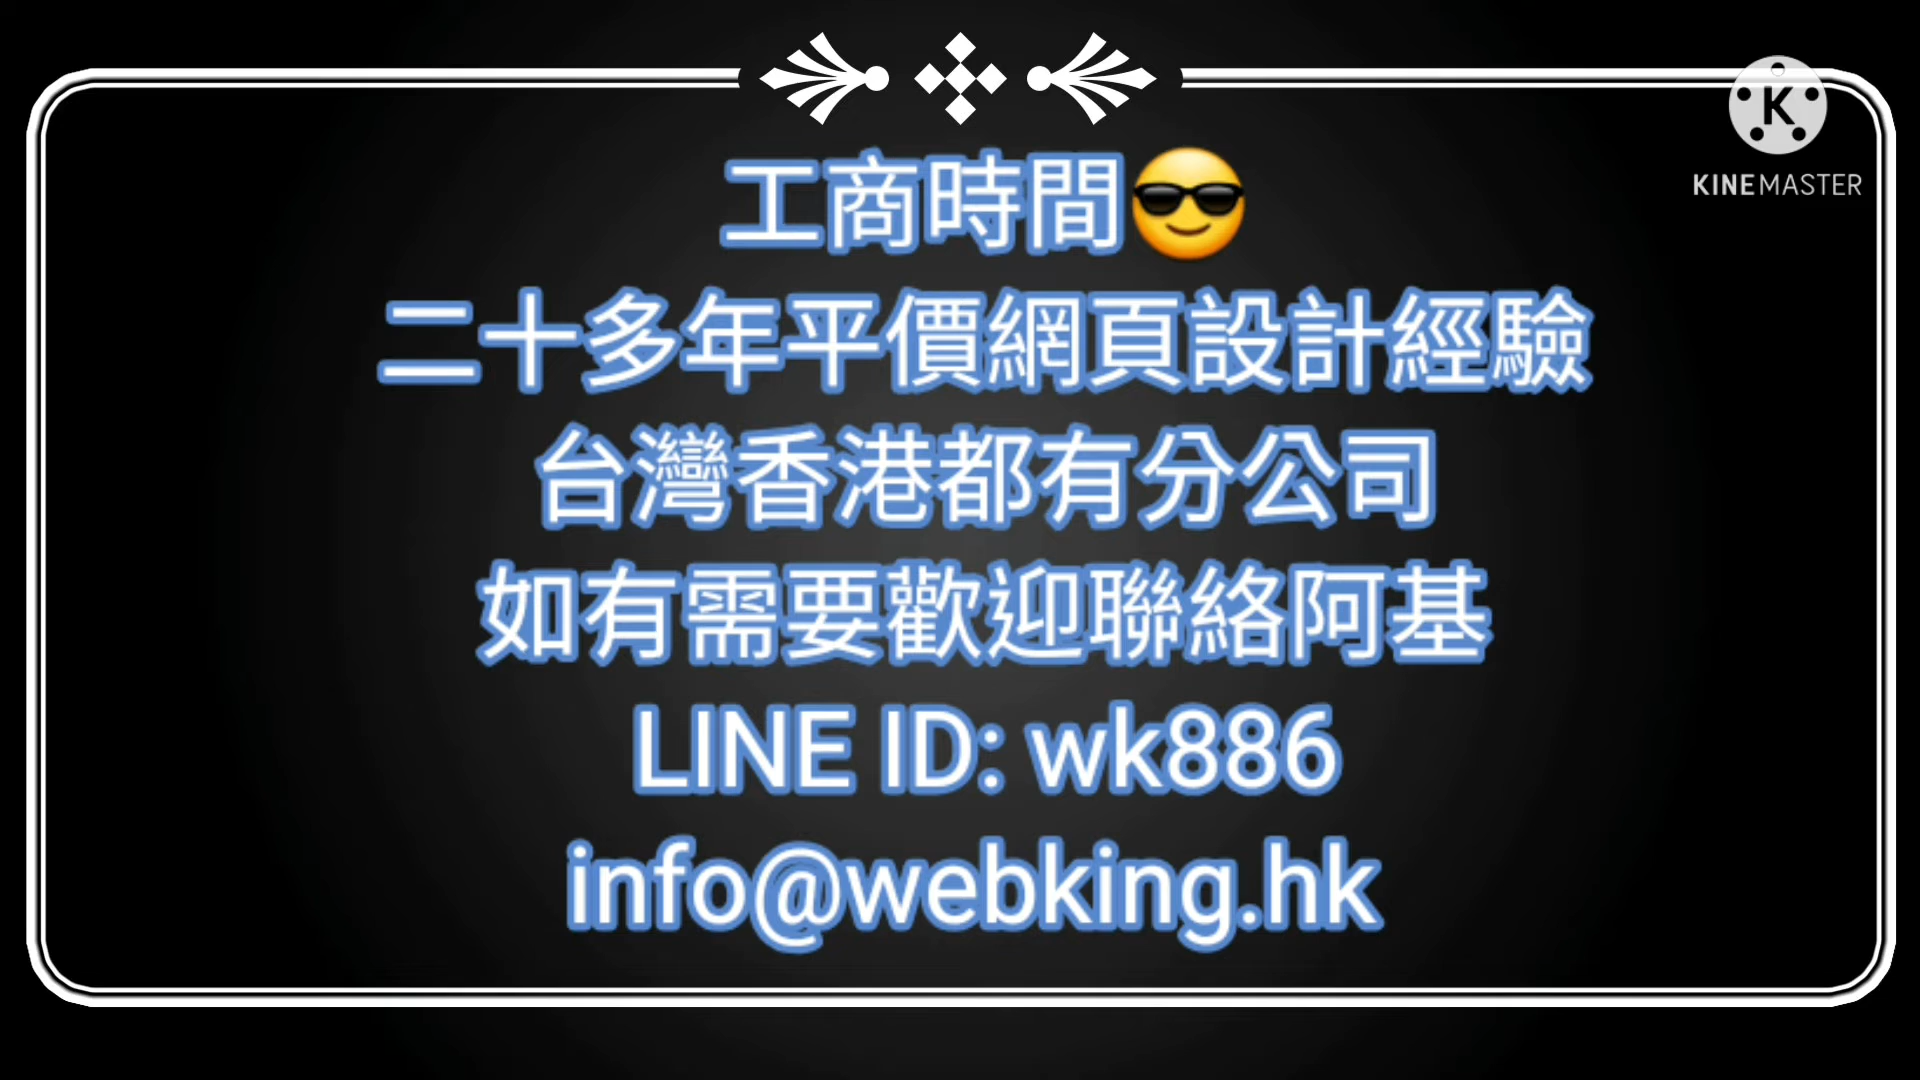 工商時間😎
二十多年平價網頁設計經驗
台灣香港都有分公司
如有需要歡迎聯絡阿基
LINE ID: wk886
info@webking.hk
K
KINEMASTER